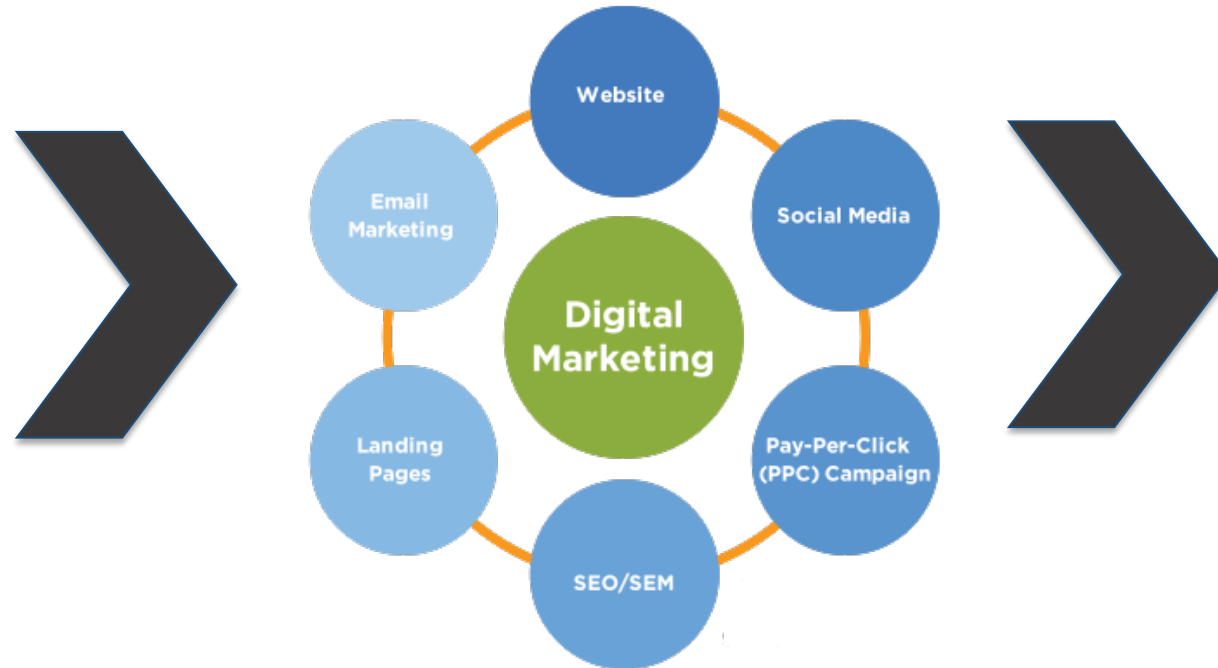 Website
Social Media
Pay-Per-Click
(PPC) Campaign
SEO/SEM
Landing
Pages
Email
Marketing
Digital
Marketing